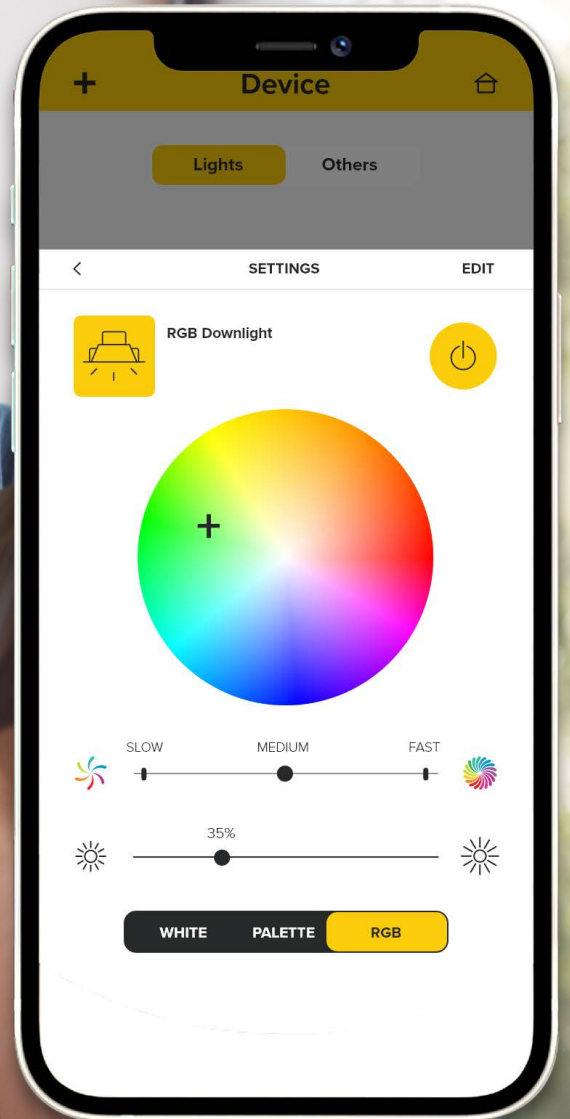 Device
Lights Others
SETTINGS EDIT
RGB Downlight
SLOW MEDIUM FAST
35%
WHITE PALETTE RGB